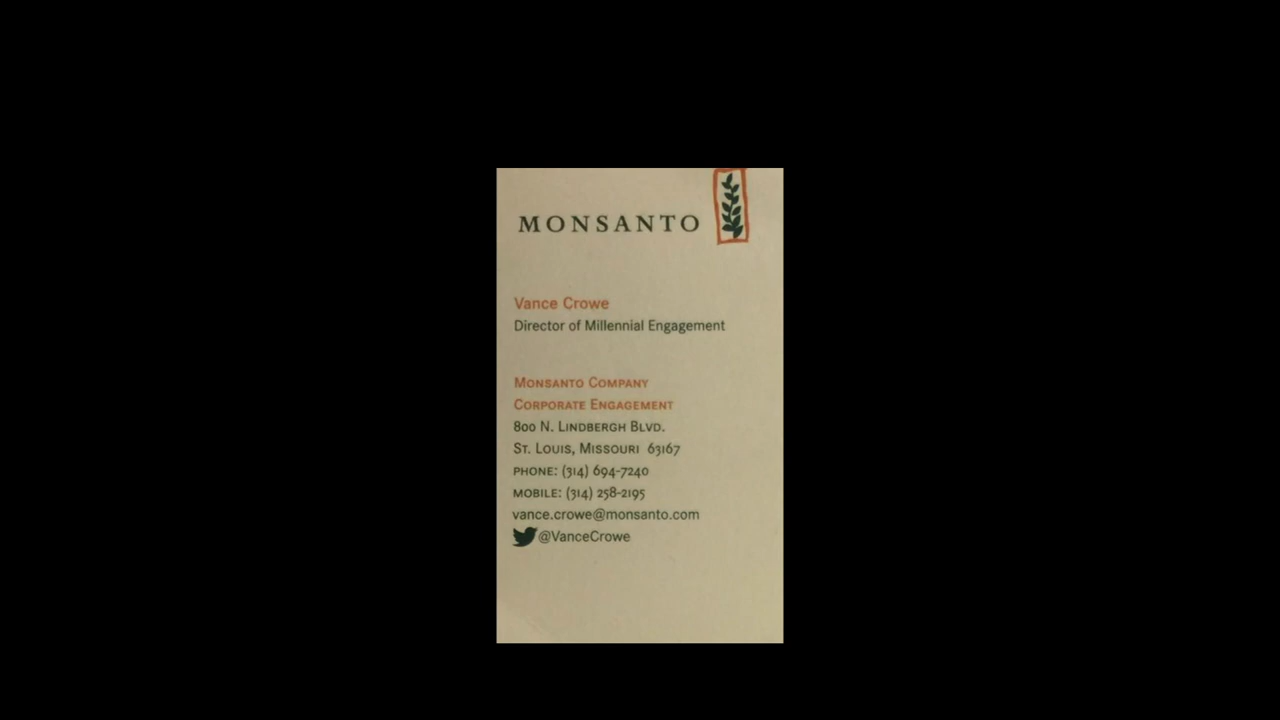 MONSANTO
Vance Crowe
Director of Millennial Engagement
MONSANTO COMPANY
CORPORATE ENGAGEMENT
800 N. LINDBERGH BLVD.
ST. LOUIS, MISSOURI 63167
PHONE: (314) 694-7240
MOBILE: (314) 258-2195
vance.crowe@monsanto.com
@VanceCrowe